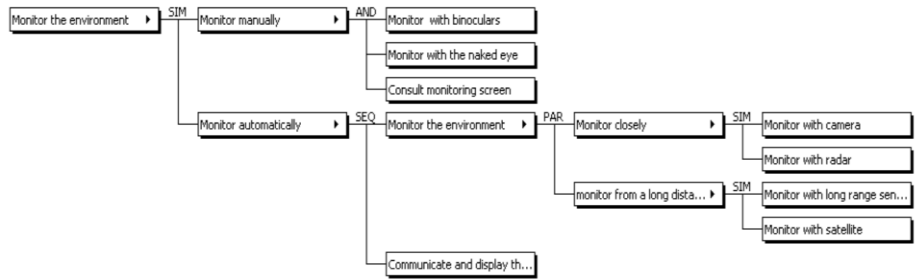 Monitor the environment SIM Monitor manually AND Monitor with binoculars
Monitor with the naked eye
Consult monitoring screen
Monitor automatically SEQ Monitor the environment PAR Monitor closely SIM Monitor with camera
Monitor with radar
monitor from a long dista... SIM Monitor with long range sen...
Monitor with satellite
Communicate and display th...